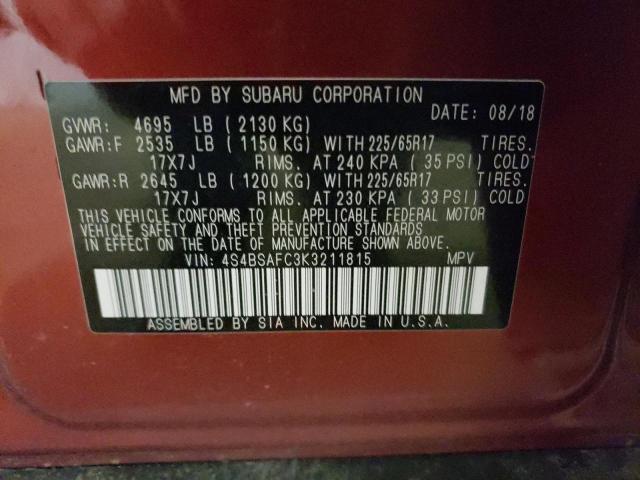 MFD BY SUBARU CORPORATION
DATE: 08/18
GVWR: 4695 LB ( 2130 KG)
GAWR:F 2535 LB ( 1150 KG) WITH 225/65R17 TIRES.
17X7J RIMS. AT 240 KPA ( 35 PSI) COLD
GAWR:R 2645 LB ( 1200 KG) WITH 225/65R17 TIRES.
17X7J RIMS. AT 230 KPA ( 33 PSI) COLD
THIS VEHICLE CONFORMS TO ALL APPLICABLE FEDERAL MOTOR
VEHICLE SAFETY AND THEFT PREVENTION STANDARDS
IN EFFECT ON THE DATE OF MANUFACTURE SHOWN ABOVE.
VIN: 4S4BSAFC3K3211815 MPV
ASSEMBLED BY SIA INC. MADE IN U.S.A.